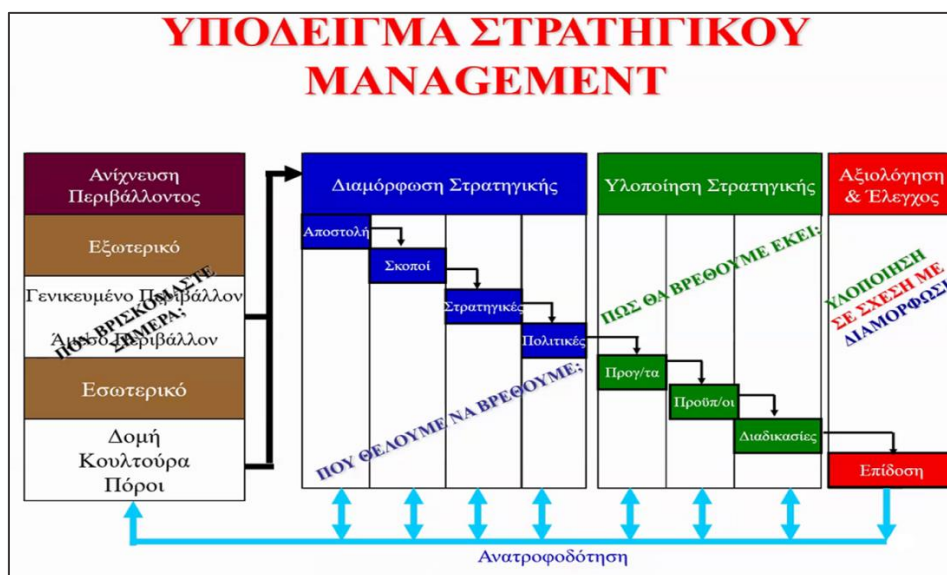 ΥΠΟΔΕΙΓΜΑ ΣΤΡΑΤΗΓΙΚΟΥ
MANAGEMENT
Ανίχνευση
Περιβάλλοντος
Εξωτερικό
Γενικευμένο Περιβάλλον
Άμεσο Περιβάλλον
ΠΟΥ ΒΡΙΣΚΟΜΑΣΤΕ
ΣΗΜΕΡΑ;
Εσωτερικό
Δομή
Κουλτούρα
Πόροι
Διαμόρφωση Στρατηγικής
Αποστολή
Σκοποί
Στρατηγικές
Πολιτικές
ΠΟΥ ΘΕΛΟΥΜΕ ΝΑ ΒΡΕΘΟΥΜΕ;
Υλοποίηση Στρατηγικής
ΠΩΣ ΘΑ ΒΡΕΘΟΥΜΕ ΕΚΕΙ;
Προγ/τα
Προϋπ/οι
Διαδικασίες
Αξιολόγηση
& Έλεγχος
ΥΛΟΠΟΙΗΣΗ
ΣΕ ΣΧΕΣΗ ΜΕ
ΔΙΑΜΟΡΦΩΣΗ
Επίδοση
Ανατροφοδότηση